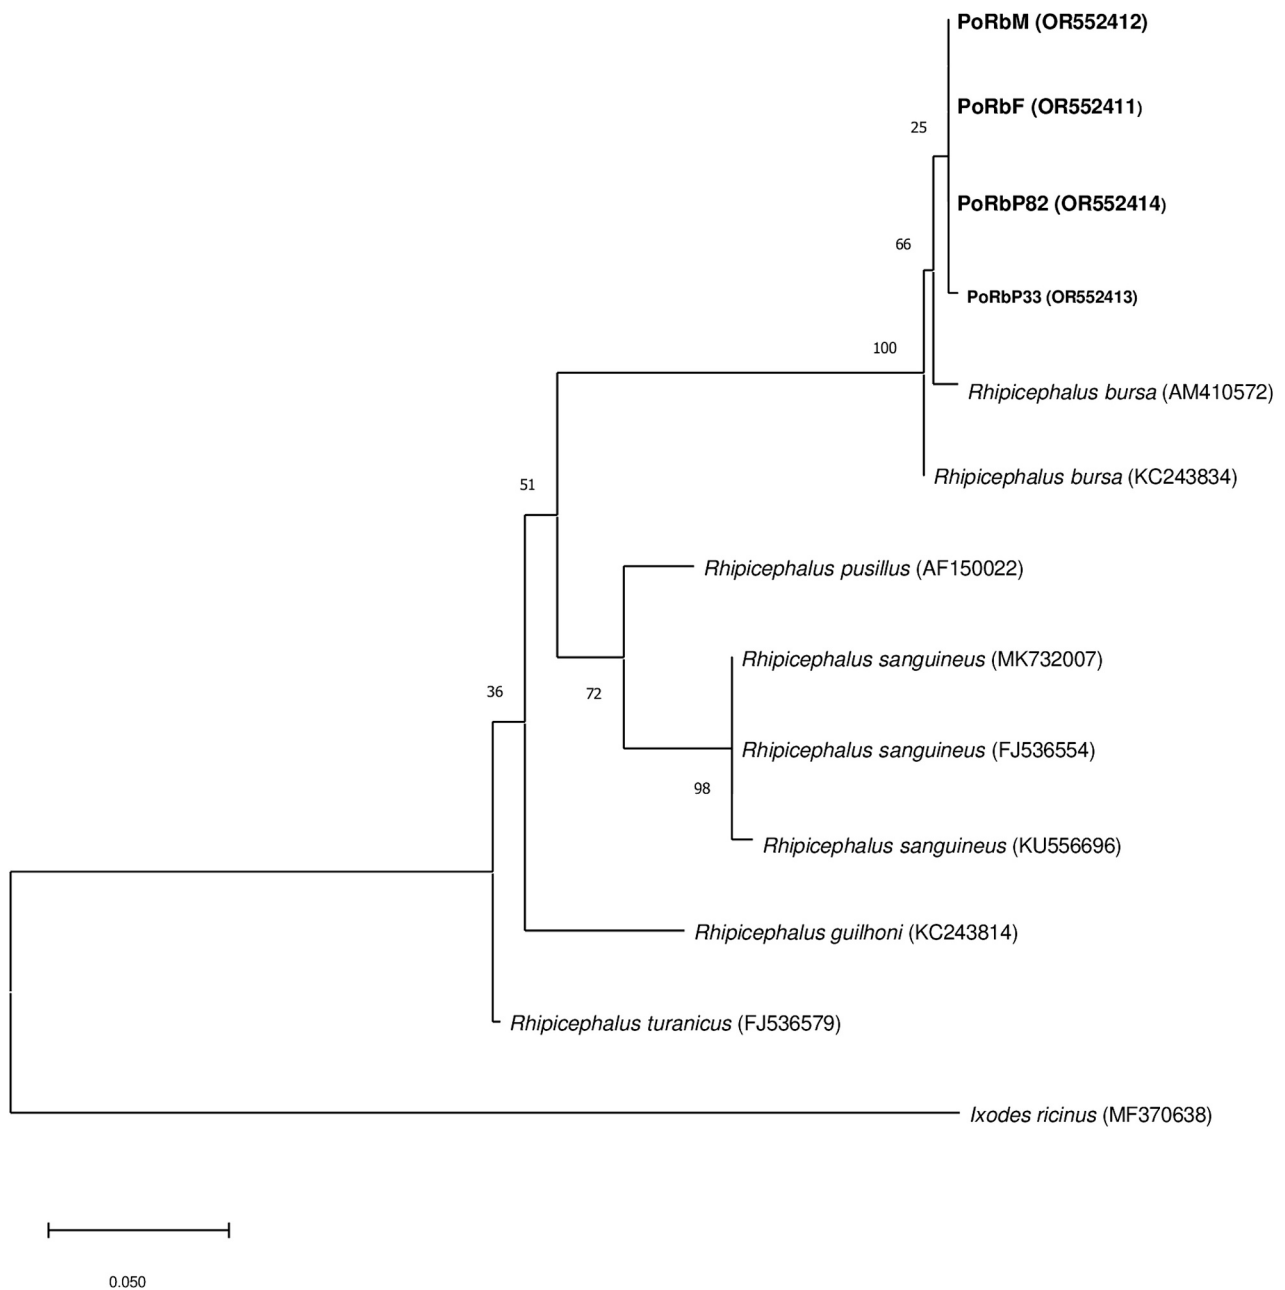 PoRbM (OR552412)
PoRbF (OR552411)
25
PoRbP82 (OR552414)
66
PoRbP33 (OR552413)
100
Rhipicephalus bursa (AM410572)
Rhipicephalus bursa (KC243834)
51
Rhipicephalus pusillus (AF150022)
Rhipicephalus sanguineus (MK732007)
36
72
Rhipicephalus sanguineus (FJ536554)
98
Rhipicephalus sanguineus (KU556696)
Rhipicephalus guilhoni (KC243814)
Rhipicephalus turanicus (FJ536579)
Ixodes ricinus (MF370638)
0.050